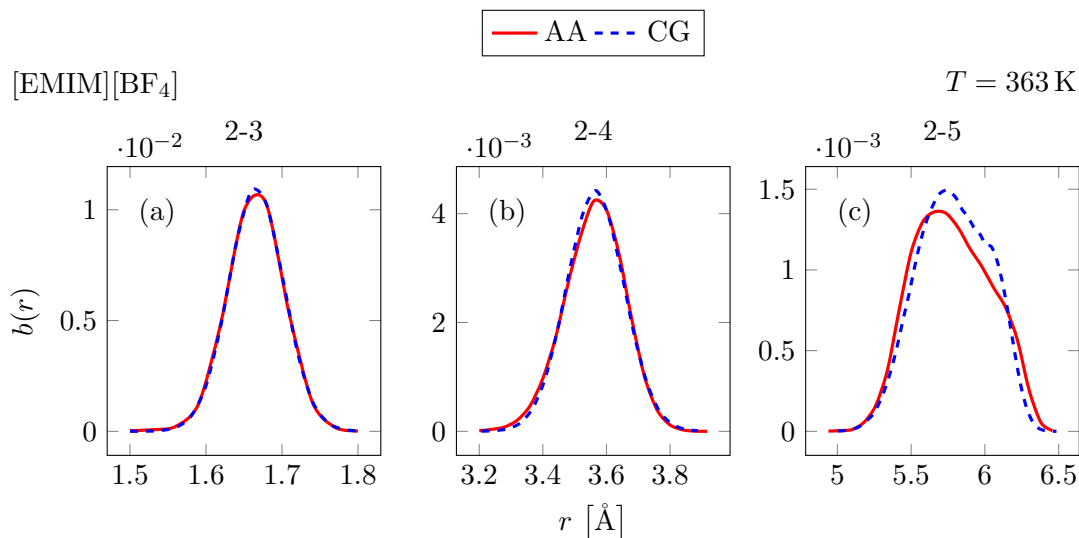 AA CG
[EMIM][BF₄] T = 363 K
·10⁻² 2-3 ·10⁻³ 2-4 ·10⁻³ 2-5
(a) (b) (c)
1
0.5
0
4
2
0
1.5
1
0.5
0
b(r)
1.5 1.6 1.7 1.8 3.2 3.4 3.6 3.8 5 5.5 6 6.5
r [Å]